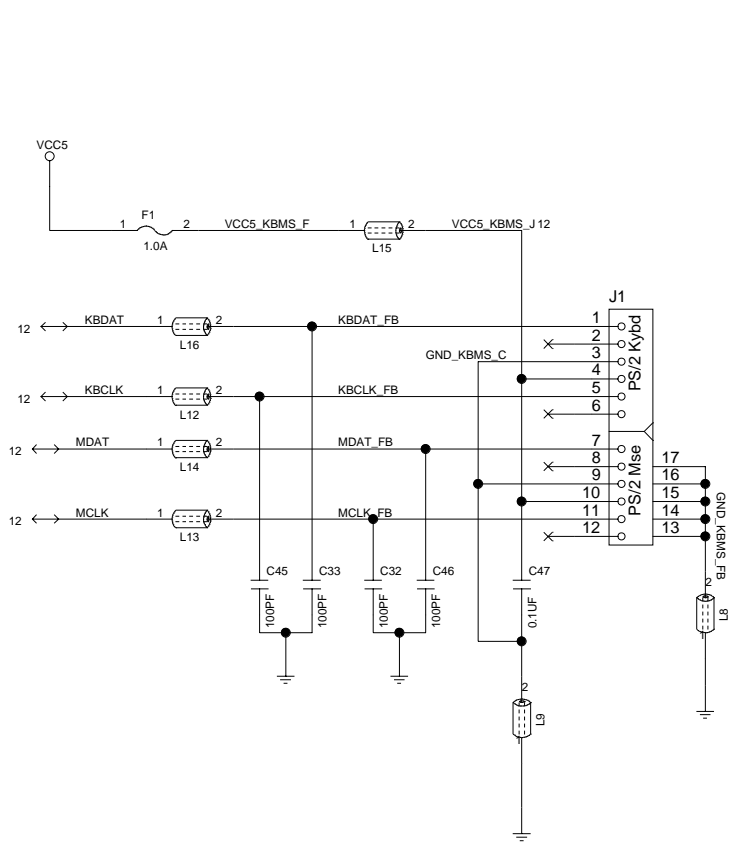 VCC5
F1
1 2 VCC5_KBMS_F 1 2 VCC5_KBMS_J12
1.0A
L15
J1
12 KBDAT 1 2 KBDAT_FB 1
L16
2
GND_KBMS_C 3
4
12 KBCLK 1 2 KBCLK_FB 5
L12
6
PS/2 Kybd
12 MDAT 1 2 MDAT_FB 7
L14
8 17
9 16
10 15
12 MCLK 1 2 MCLK_FB 11 14
L13
12 13
PS/2 Mse
GND_KBMS_FB
C45 C33 C32 C46 C47
100PF 100PF 100PF 100PF 0.1UF
2
L8
1
2
L9
1